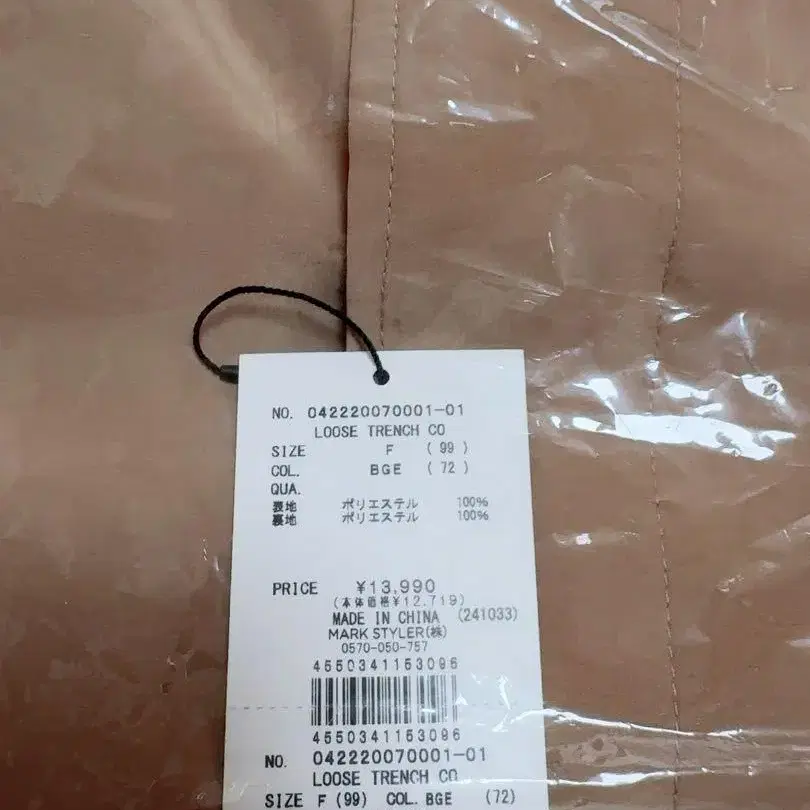 NO. 042220070001-01
LOOSE TRENCH CO
SIZE F (99)
COL. BGE (72)
QUA.
表地 ポリエステル 100%
裏地 ポリエステル 100%
PRICE ¥13,990
(本体価格¥12,719)
MADE IN CHINA (241033)
MARK STYLER(株)
0570-050-757
4550341153096
4550341153096
NO. 042220070001-01
LOOSE TRENCH CO
SIZE F (99) COL. BGE (72)